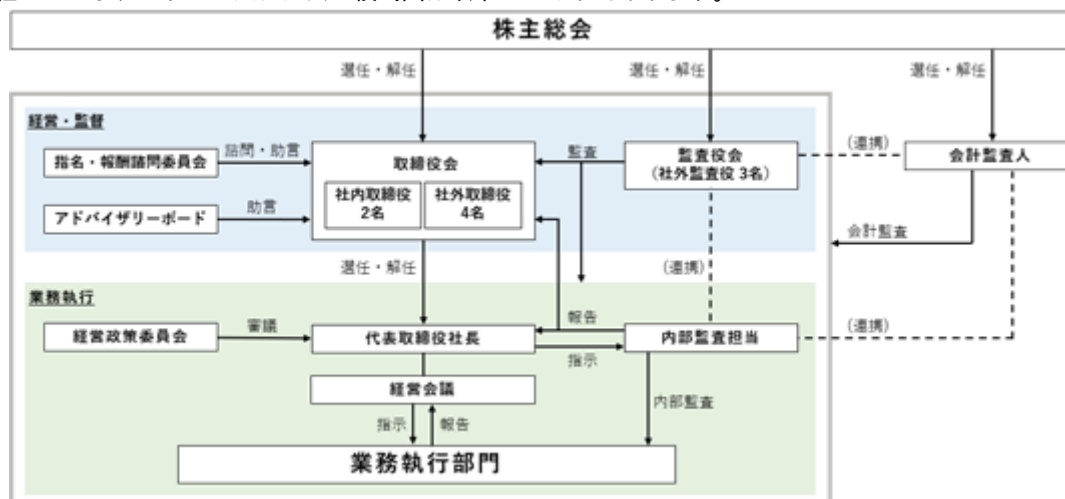 株主総会
選任・解任
選任・解任
選任・解任
経営・監督
指名・報酬諮問委員会
諮問・助言
取締役会
社内取締役
2名
社外取締役
4名
監査
監査役会
(社外監査役 3名)
(連携)
会計監査人
アドバイザリーボード
助言
会計監査
選任・解任
(連携)
業務執行
経営政策委員会
審議
代表取締役社長
報告
指示
内部監査担当
(連携)
経営会議
指示
報告
内部監査
業務執行部門